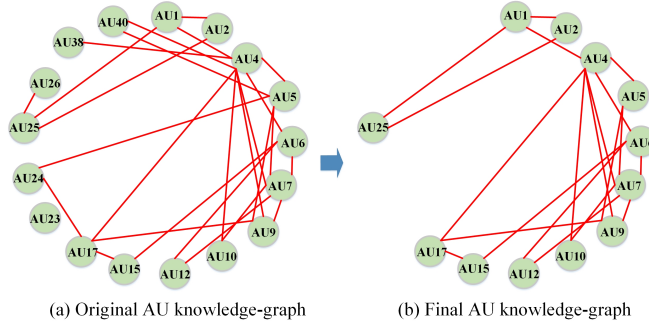 AU40
AU1
AU2
AU38
AU4
AU26
AU5
AU25
AU6
AU24
AU7
AU23
AU9
AU17
AU10
AU15
AU12
(a) Original AU knowledge-graph
AU1
AU2
AU4
AU5
AU25
AU6
AU7
AU9
AU17
AU10
AU15
AU12
(b) Final AU knowledge-graph